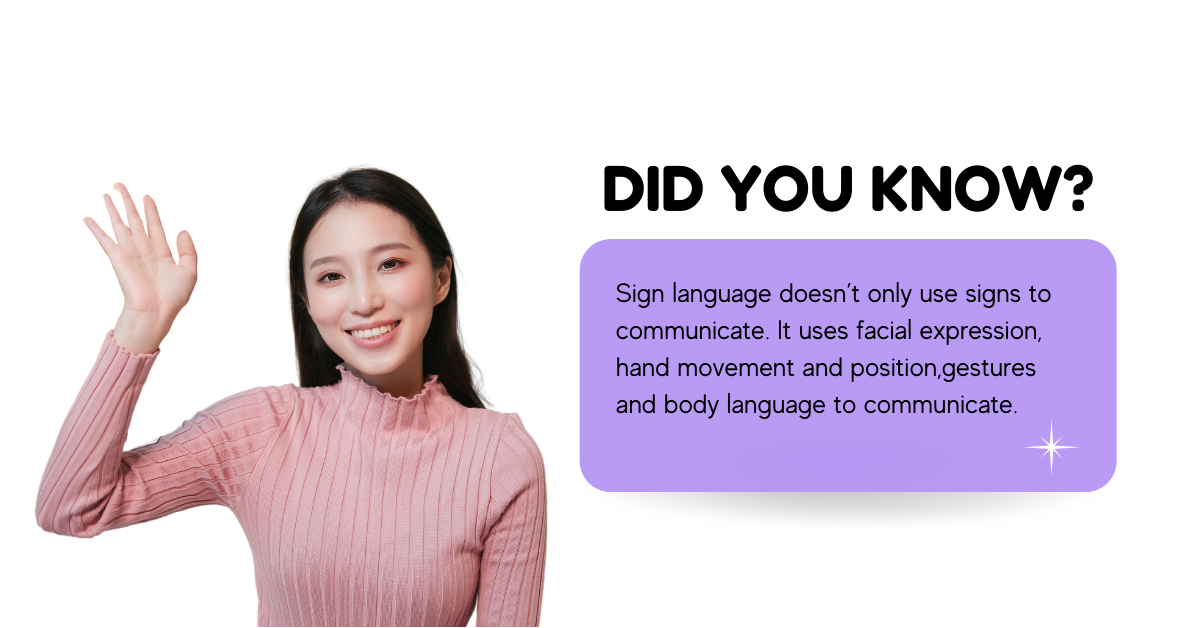 DID YOU KNOW?
Sign language doesn't only use signs to
communicate. It uses facial expression,
hand movement and position,gestures
and body language to communicate.